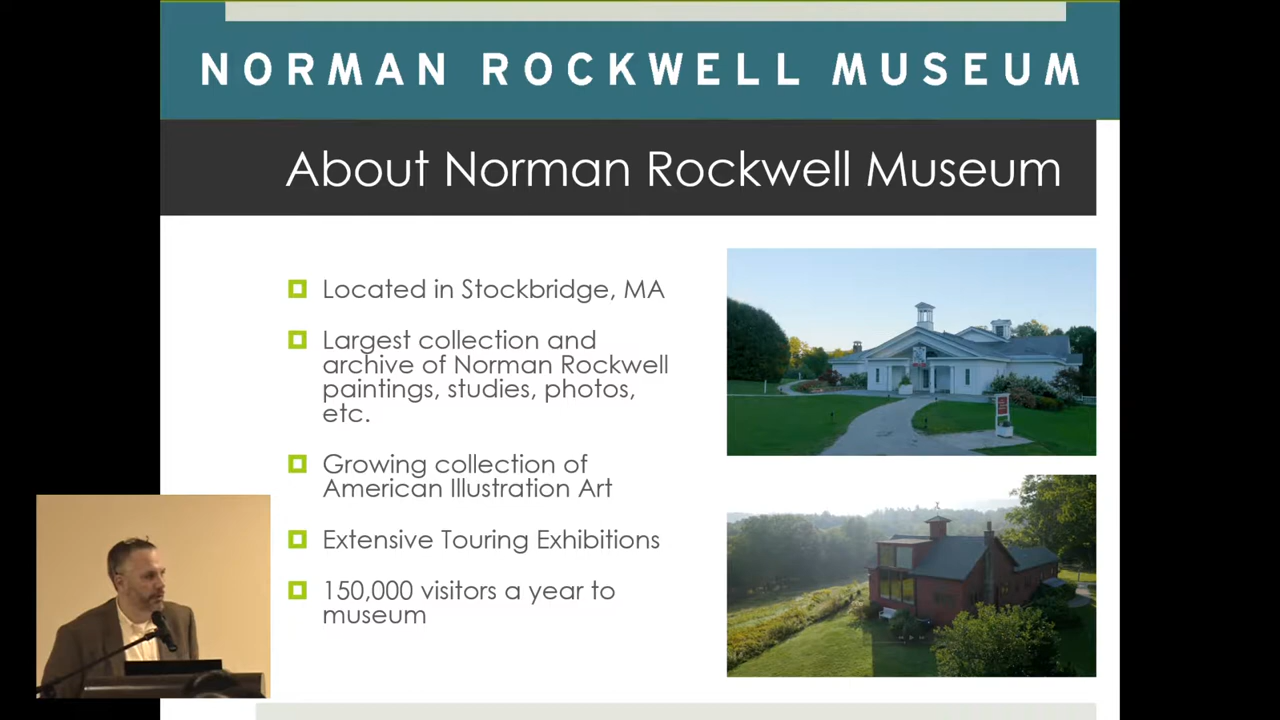 NORMAN ROCKWELL MUSEUM
About Norman Rockwell Museum
Located in Stockbridge, MA
Largest collection and
archive of Norman Rockwell
paintings, studies, photos,
etc.
Growing collection of
American Illustration Art
Extensive Touring Exhibitions
150,000 visitors a year to
museum